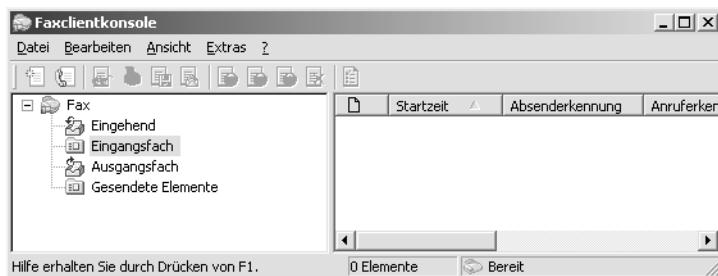 Faxclientkonsole
Datei Bearbeiten Ansicht Extras ?
Fax
Eingehend
Eingangsfach
Ausgangsfach
Gesendete Elemente
Startzeit Absenderkennung Anruferken
Hilfe erhalten Sie durch Drücken von F1. 0 Elemente Bereit